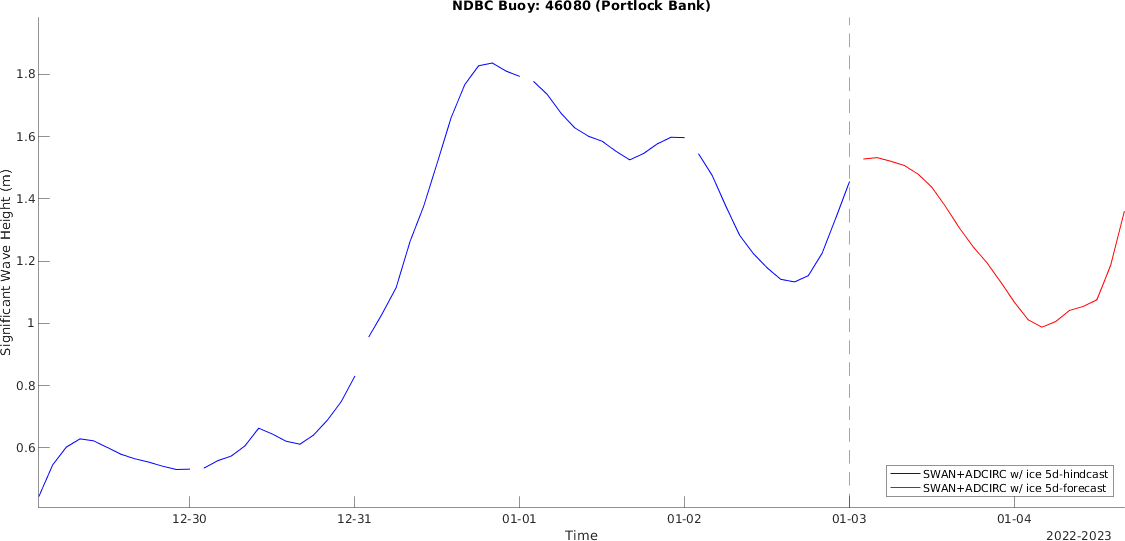 NDBC Buoy: 46080 (Portlock Bank)
1.8
1.6
1.4
1.2
1
0.8
0.6
Significant Wave Height (m)
12-30
12-31
01-01
01-02
01-03
01-04
Time
2022-2023
SWAN+ADCIRC w/ ice 5d-hindcast
SWAN+ADCIRC w/ ice 5d-forecast